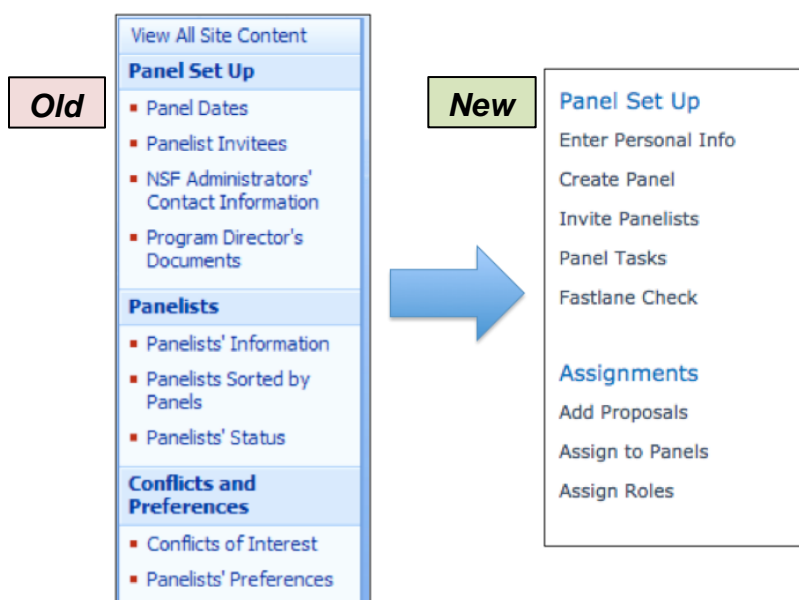 Old
View All Site Content
Panel Set Up
Panel Dates
Panelist Invitees
NSF Administrators'
Contact Information
Program Director's
Documents
Panelists
Panelists' Information
Panelists Sorted by
Panels
Panelists' Status
Conflicts and
Preferences
Conflicts of Interest
Panelists' Preferences
New
Panel Set Up
Enter Personal Info
Create Panel
Invite Panelists
Panel Tasks
Fastlane Check
Assignments
Add Proposals
Assign to Panels
Assign Roles